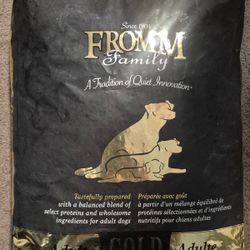 Since 1904
FROMM
Family
A Tradition of Quiet Innovation
Tastefully prepared
with a balanced blend of
select proteins and wholesome
ingredients for adult dogs
Préparée avec goût
à partir d'un mélange équilibré de
protéines sélectionnées et d'ingrédients
nutritifs pour chiens adultes
GOLD
Adulte